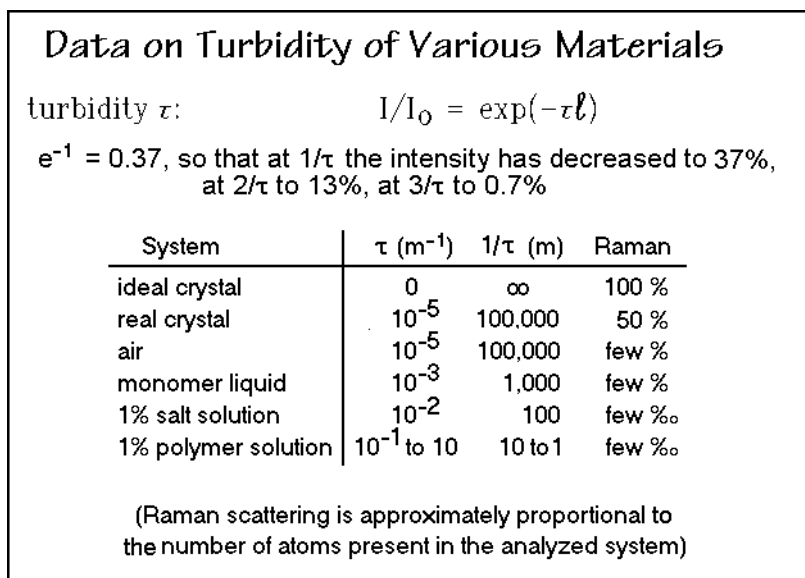 Data on Turbidity of Various Materials
turbidity τ: I/I₀ = exp(-τℓ)
e⁻¹ = 0.37, so that at 1/τ the intensity has decreased to 37%,
at 2/τ to 13%, at 3/τ to 0.7%
System τ (m⁻¹) 1/τ (m) Raman
ideal crystal 0 ∞ 100 %
real crystal 10⁻⁵ 100,000 50 %
air 10⁻⁵ 100,000 few %
monomer liquid 10⁻³ 1,000 few %
1% salt solution 10⁻² 100 few ‰
1% polymer solution 10⁻¹ to 10 10 to 1 few ‰
(Raman scattering is approximately proportional to
the number of atoms present in the analyzed system)